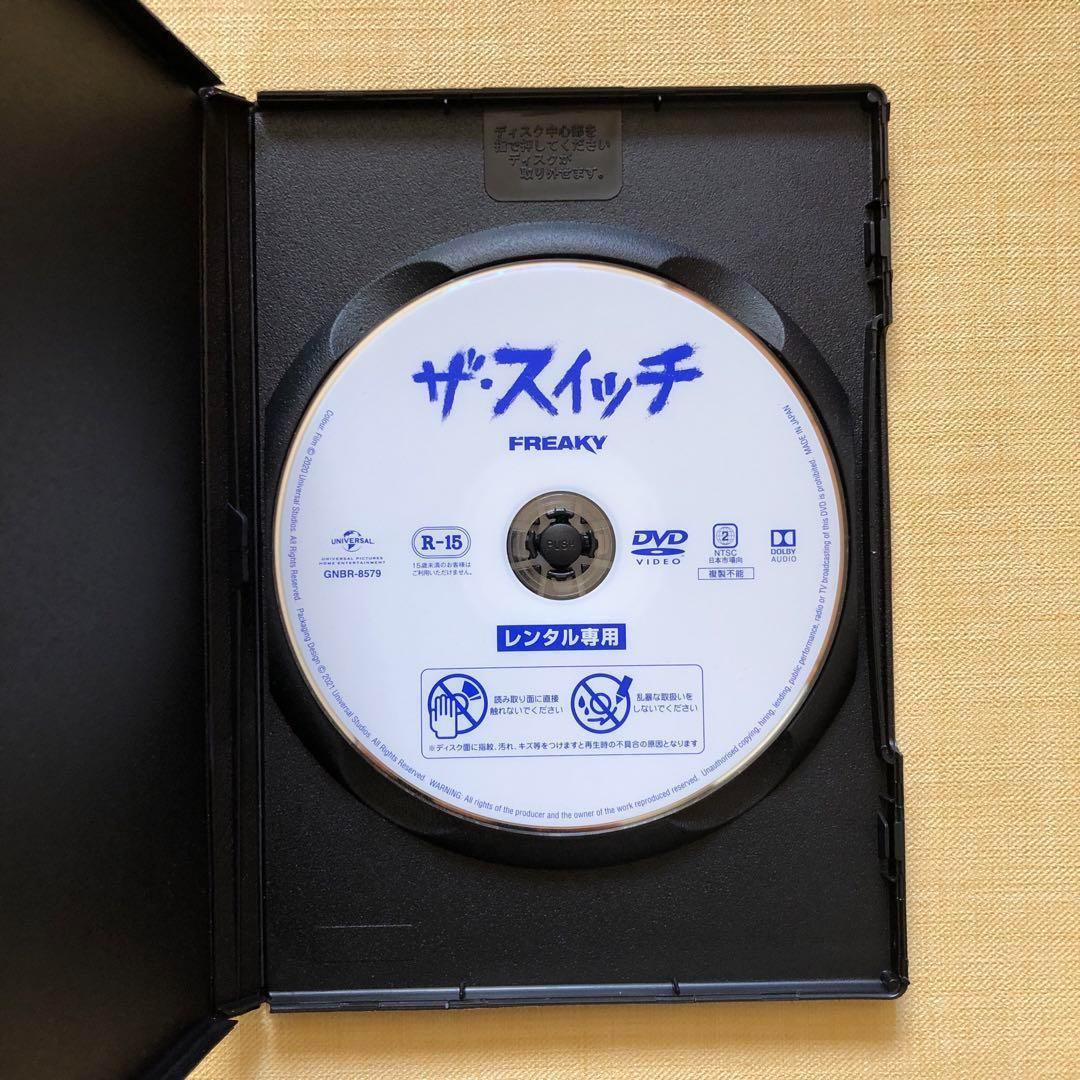 ディスク中心部を
指で押してください
ディスクが
取り外せます。
ザ・スイッチ
FREAKY
UNIVERSAL
UNIVERSAL PICTURES
HOME ENTERTAINMENT
GNBR-8579
R-15
15歳未満のお客様は
ご利用いただけません。
PUSH
DVD
VIDEO
2
NTSC
日本市場向
複製不能
DOLBY
AUDIO
レンタル専用
読み取り面に直接
触れないでください
乱暴な取扱いを
しないでください
※ディスク面に指紋、汚れ、キズ等をつけますと再生時の不具合の原因となります
Colour. Film © 2020 Universal Studios. All Rights Reserved. Packaging Design © 2021 Universal Studios. All Rights Reserved. WARNING: All rights of the producer and the owner of the work reproduced reserved. Unauthorised copying, hiring, lending, public performance, radio or TV broadcasting of this DVD is prohibited. MADE IN JAPAN